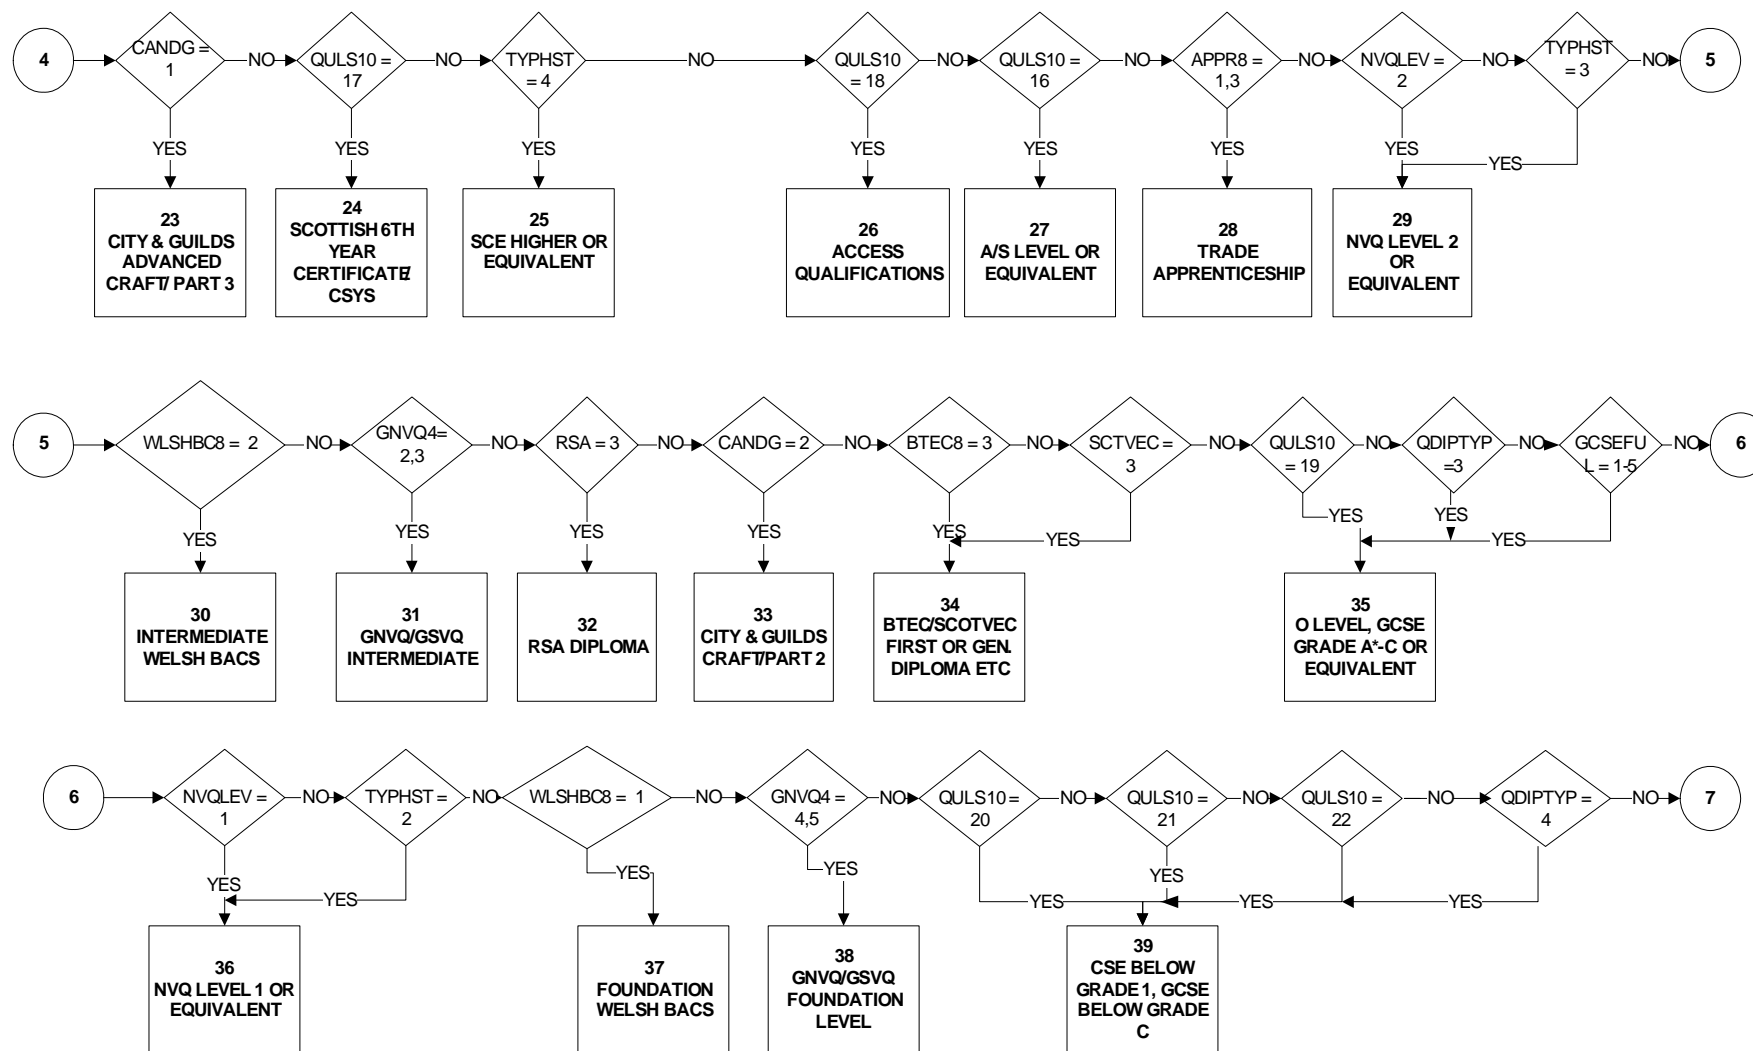 4
CANDG =
1
NO
QULS10 =
17
NO
TYPHST
= 4
NO
QULS10
= 18
NO
QULS10 =
16
NO
APPR8 =
1,3
NO
NVQLEV =
2
NO
TYPHST
= 3
NO
5
YES
YES
YES
YES
YES
YES
YES
YES
23
CITY & GUILDS
ADVANCED
CRAFT/ PART 3
24
SCOTTISH 6TH
YEAR
CERTIFICATE/
CSYS
25
SCE HIGHER OR
EQUIVALENT
26
ACCESS
QUALIFICATIONS
27
A/S LEVEL OR
EQUIVALENT
28
TRADE
APPRENTICESHIP
29
NVQ LEVEL 2
OR
EQUIVALENT
5
WLSHBC8 = 2
NO
GNVQ4=
2,3
NO
RSA = 3
NO
CANDG = 2
NO
BTEC8 = 3
NO
SCTVEC =
3
NO
QULS10
= 19
NO
QDIPTYP
=3
NO
GCSEFU
L = 1-5
NO
6
YES
YES
YES
YES
YES
YES
YES
YES
YES
30
INTERMEDIATE
WELSH BACS
31
GNVQ/GSVQ
INTERMEDIATE
32
RSA DIPLOMA
33
CITY & GUILDS
CRAFT/PART 2
34
BTEC/SCOTVEC
FIRST OR GEN.
DIPLOMA ETC
35
O LEVEL, GCSE
GRADE A*-C OR
EQUIVALENT
6
NVQLEV =
1
NO
TYPHST =
2
NO
WLSHBC8 = 1
NO
GNVQ4 =
4,5
NO
QULS10 =
20
NO
QULS10 =
21
NO
QULS10 =
22
NO
QDIPTYP =
4
NO
7
YES
YES
YES
YES
YES
YES
YES
YES
36
NVQ LEVEL 1 OR
EQUIVALENT
37
FOUNDATION
WELSH BACS
38
GNVQ/GSVQ
FOUNDATION
LEVEL
39
CSE BELOW
GRADE 1, GCSE
BELOW GRADE
C